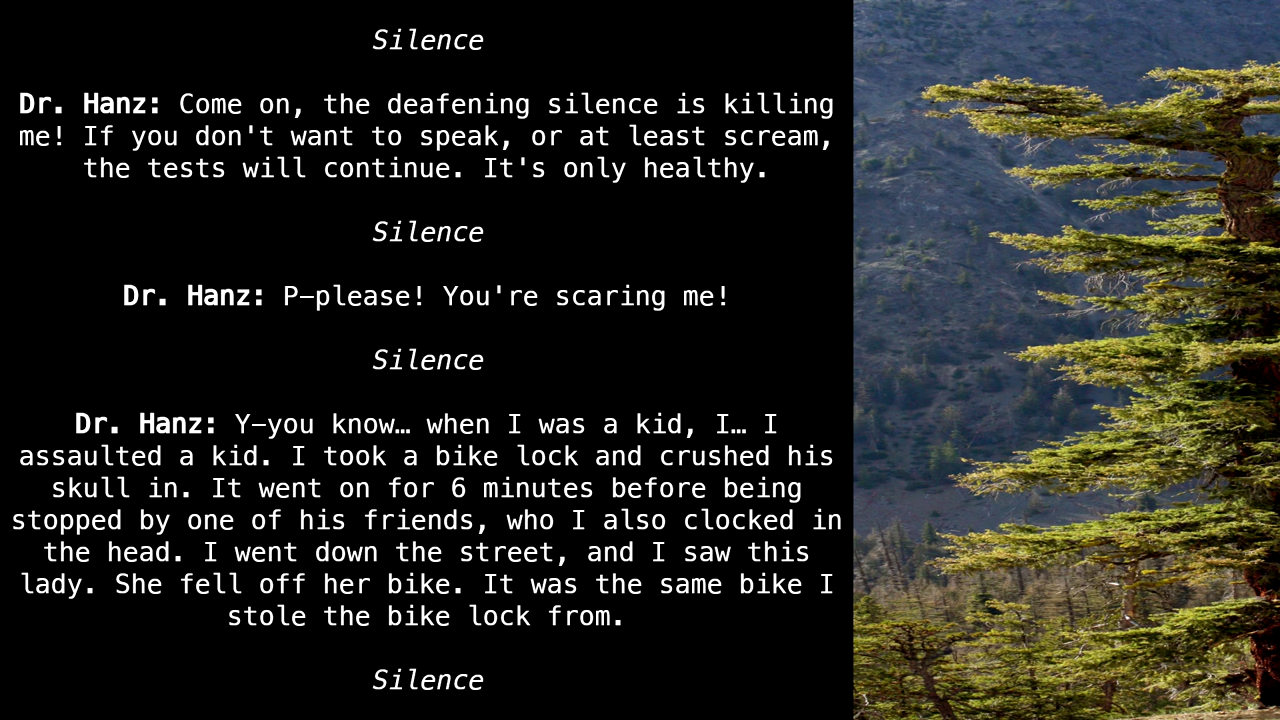 Silence
Dr. Hanz: Come on, the deafening silence is killing
me! If you don't want to speak, or at least scream,
the tests will continue. It's only healthy.
Silence
Dr. Hanz: P–please! You're scaring me!
Silence
Dr. Hanz: Y–you know… when I was a kid, I… I
assaulted a kid. I took a bike lock and crushed his
skull in. It went on for 6 minutes before being
stopped by one of his friends, who I also clocked in
the head. I went down the street, and I saw this
lady. She fell off her bike. It was the same bike I
stole the bike lock from.
Silence